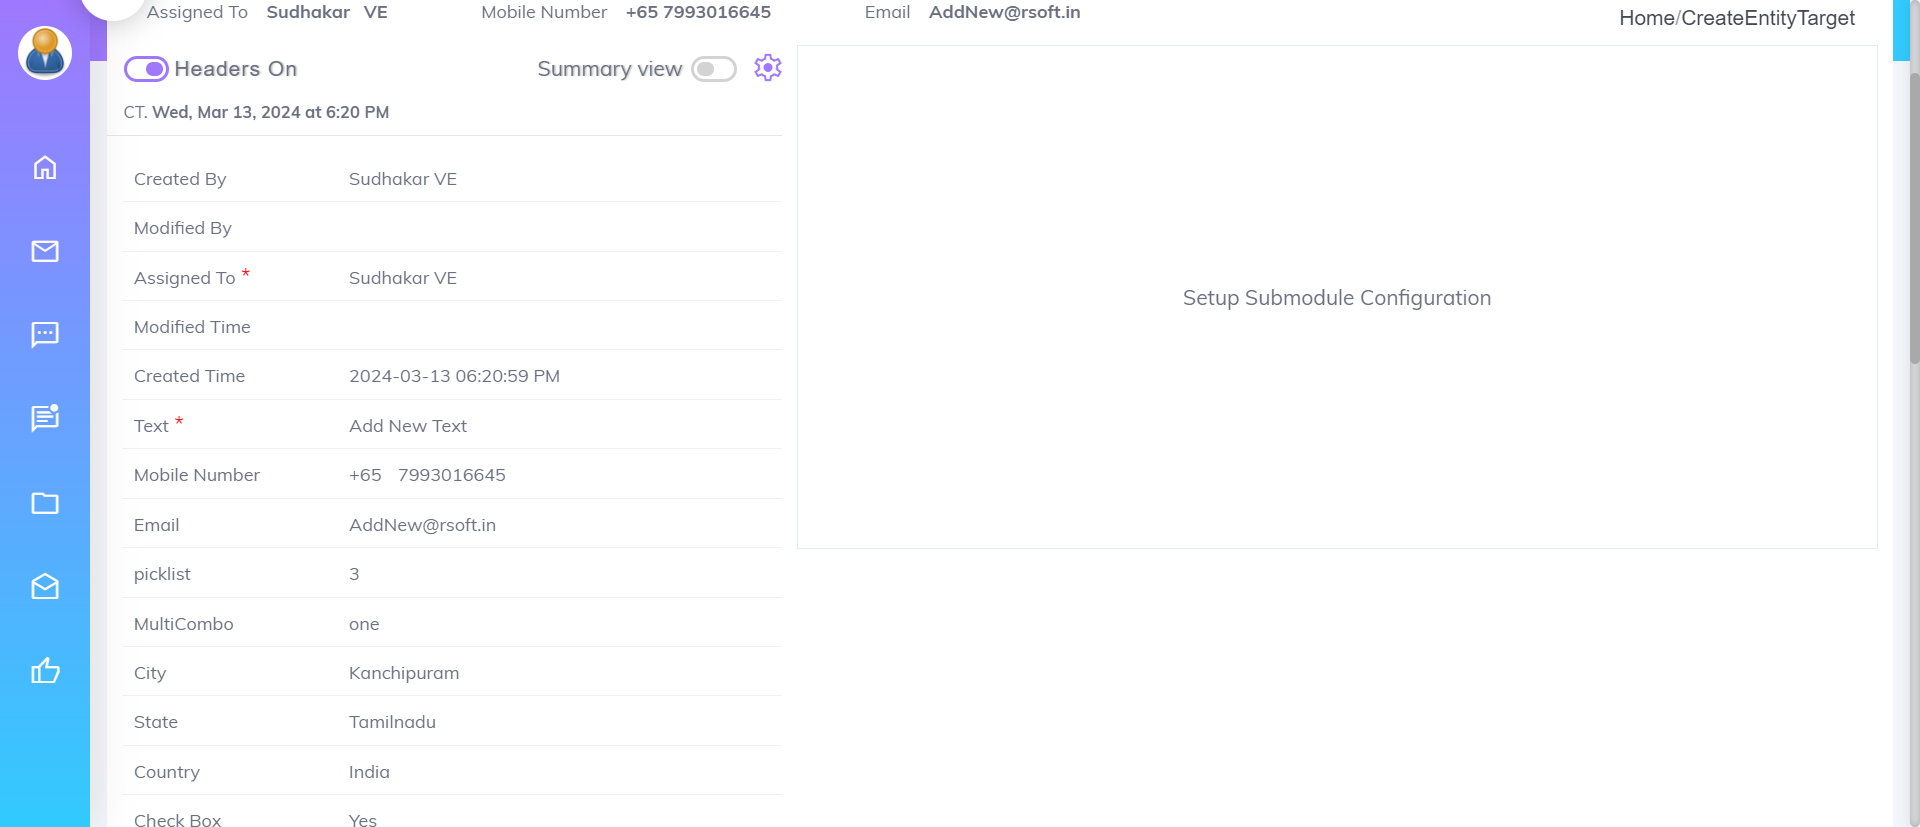 Assigned To Sudhakar VE Mobile Number +65 7993016645 Email AddNew@rsoft.in Home/CreateEntityTarget
Headers On Summary view
CT. Wed, Mar 13, 2024 at 6:20 PM
Created By Sudhakar VE
Modified By
Assigned To * Sudhakar VE
Modified Time
Created Time 2024-03-13 06:20:59 PM
Text * Add New Text
Mobile Number +65 7993016645
Email AddNew@rsoft.in
picklist 3
MultiCombo one
City Kanchipuram
State Tamilnadu
Country India
Check Box Yes
Setup Submodule Configuration